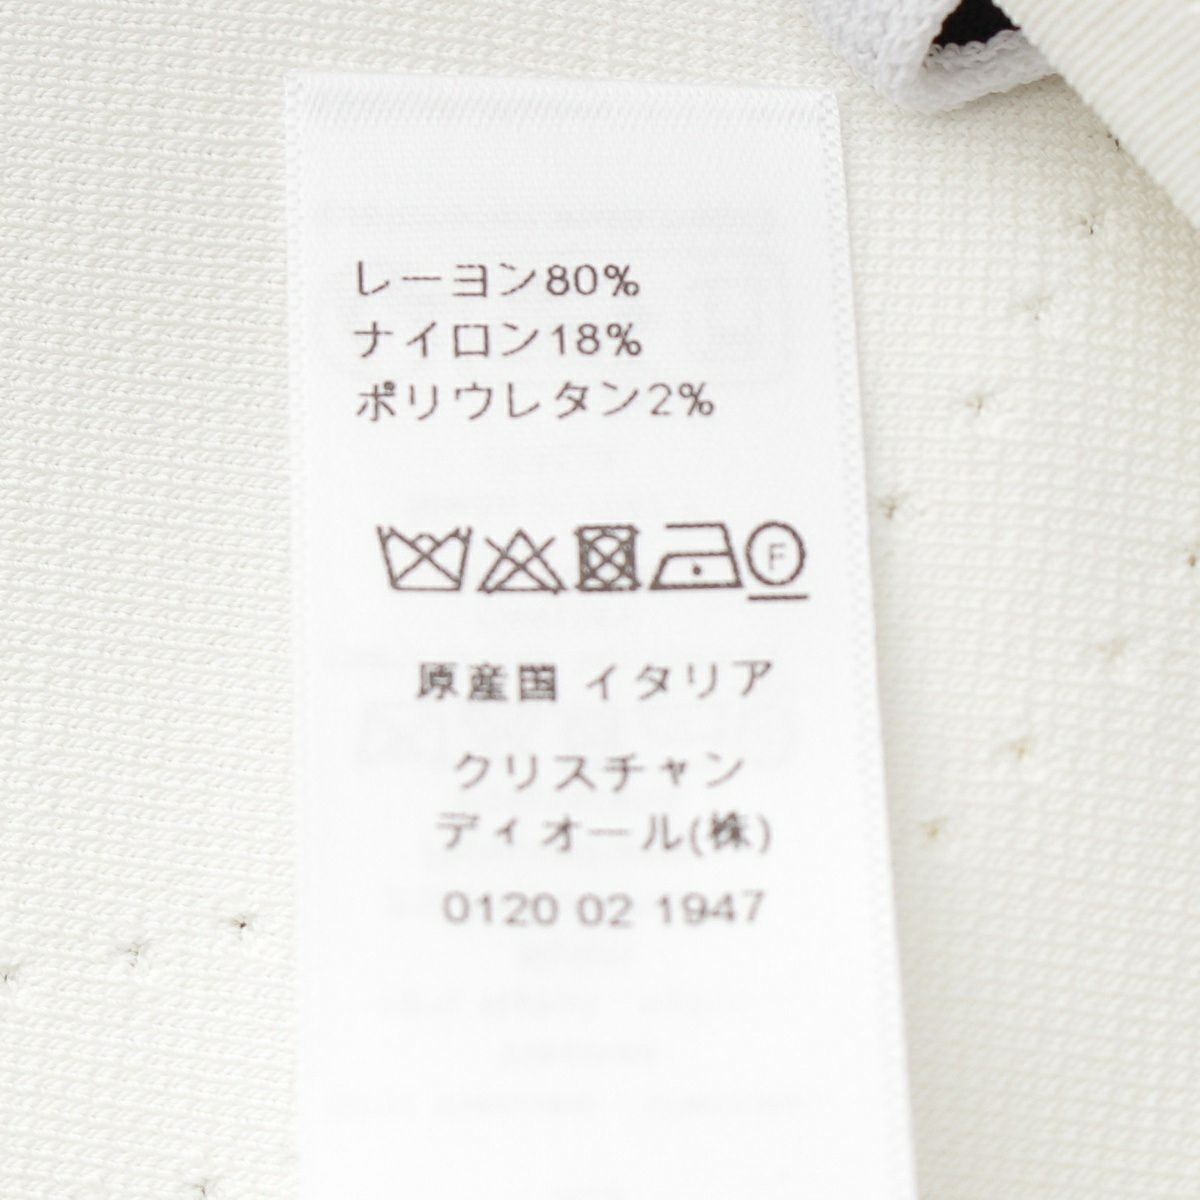 レーヨン80%
ナイロン18%
ポリウレタン2%
F
原産国 イタリア
クリスチャン
ディオール(株)
0120 02 1947